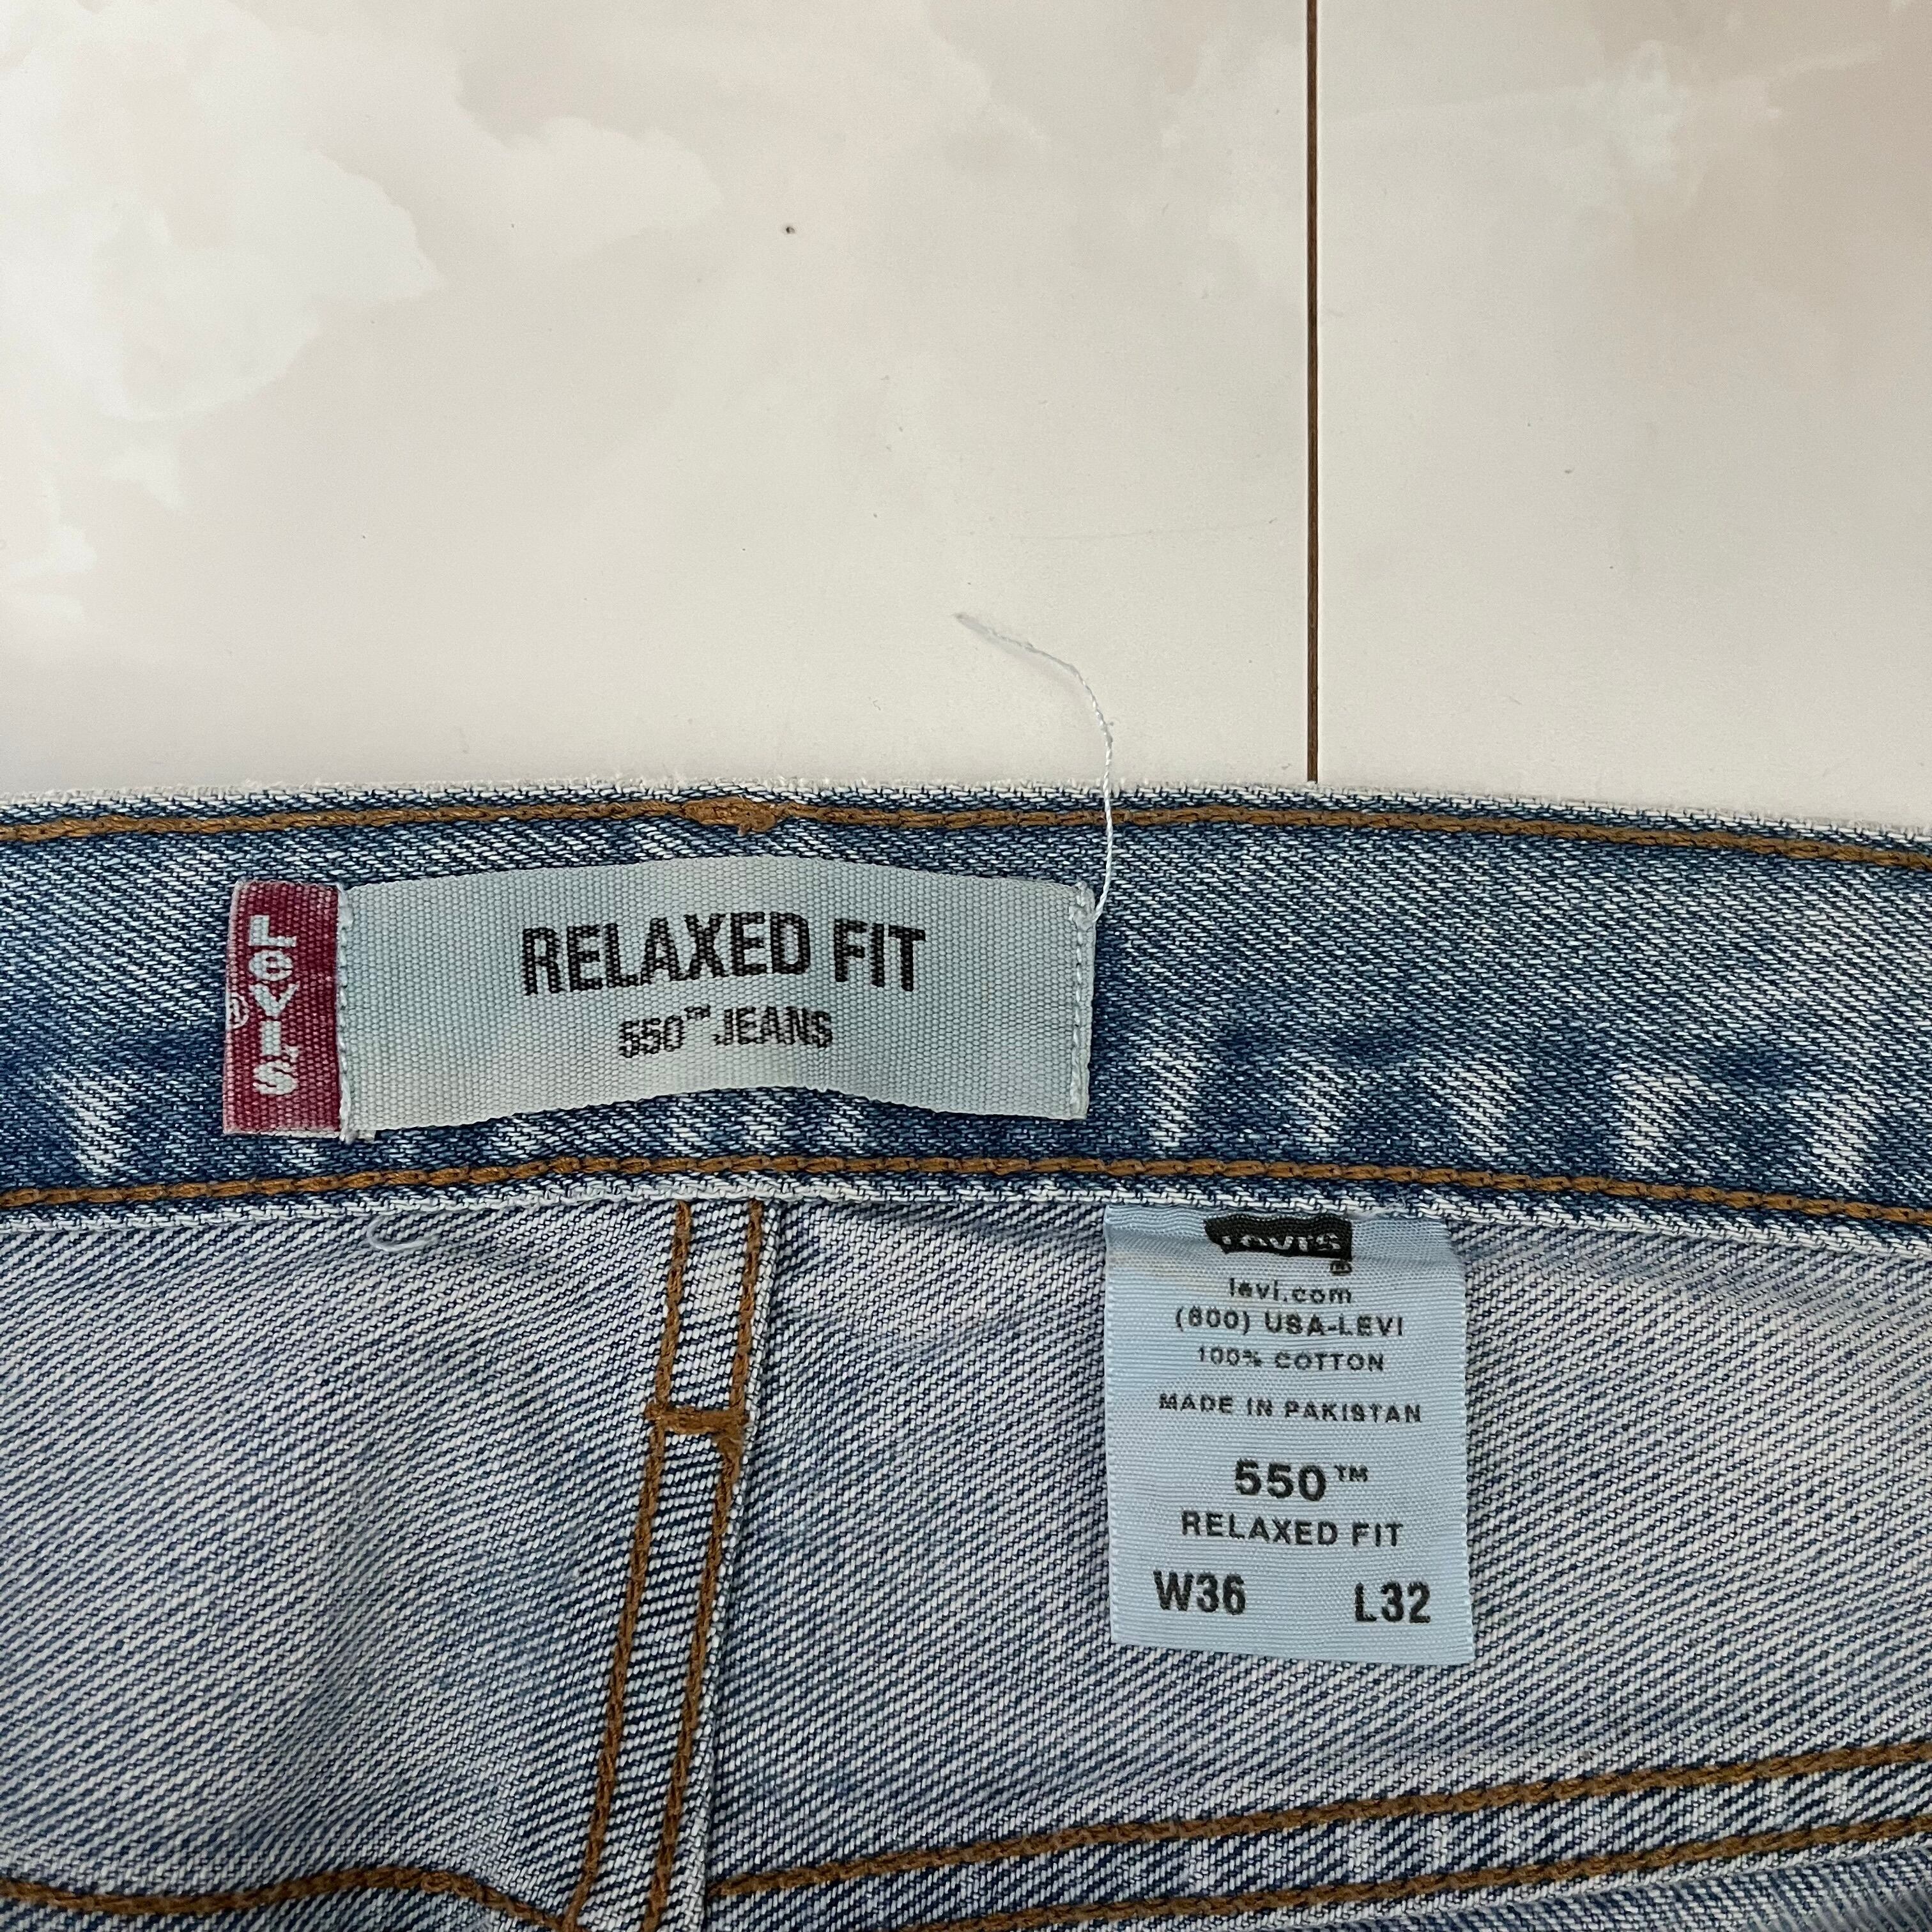 LEVI'S
®
RELAXED FIT
550™ JEANS
LEVI'S
®
levi.com
(800) USA-LEVI
100% COTTON
MADE IN PAKISTAN
550™
RELAXED FIT
W36 L32